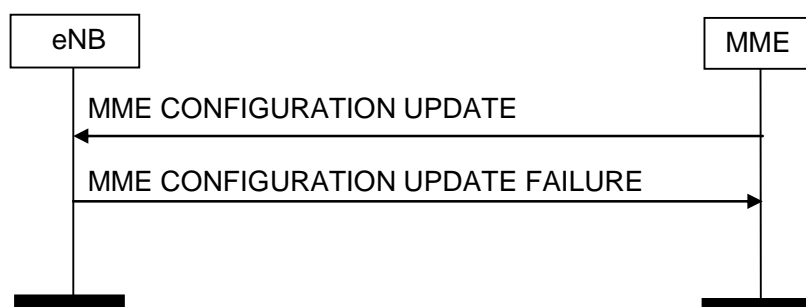 eNB
MME
MME CONFIGURATION UPDATE
MME CONFIGURATION UPDATE FAILURE